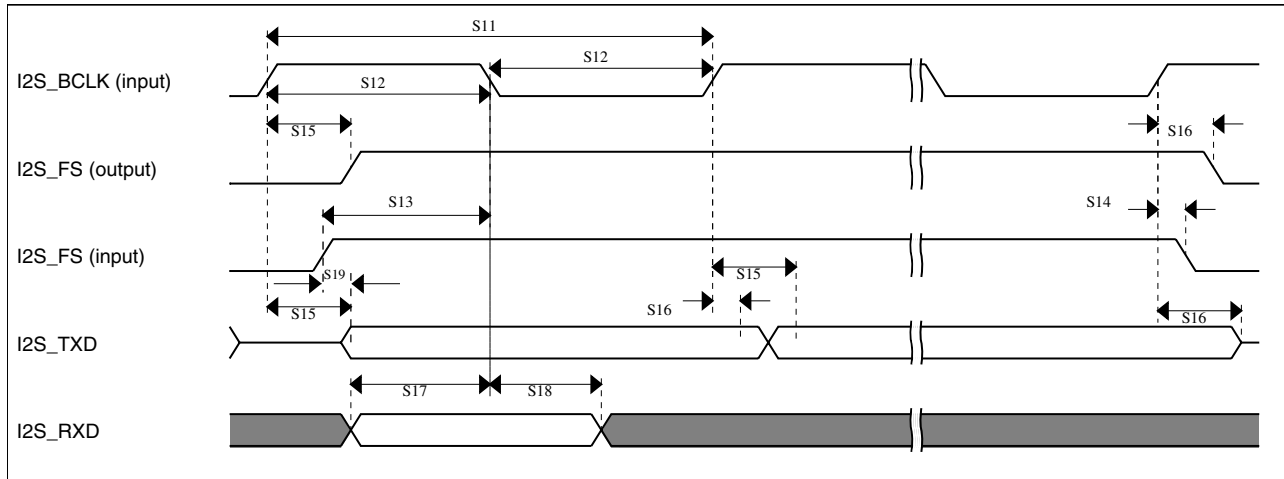 S11
I2S_BCLK (input)
S12
S12
S15
S16
I2S_FS (output)
S13
S14
I2S_FS (input)
S19
S15
S15
S16
S16
I2S_TXD
S17
S18
I2S_RXD